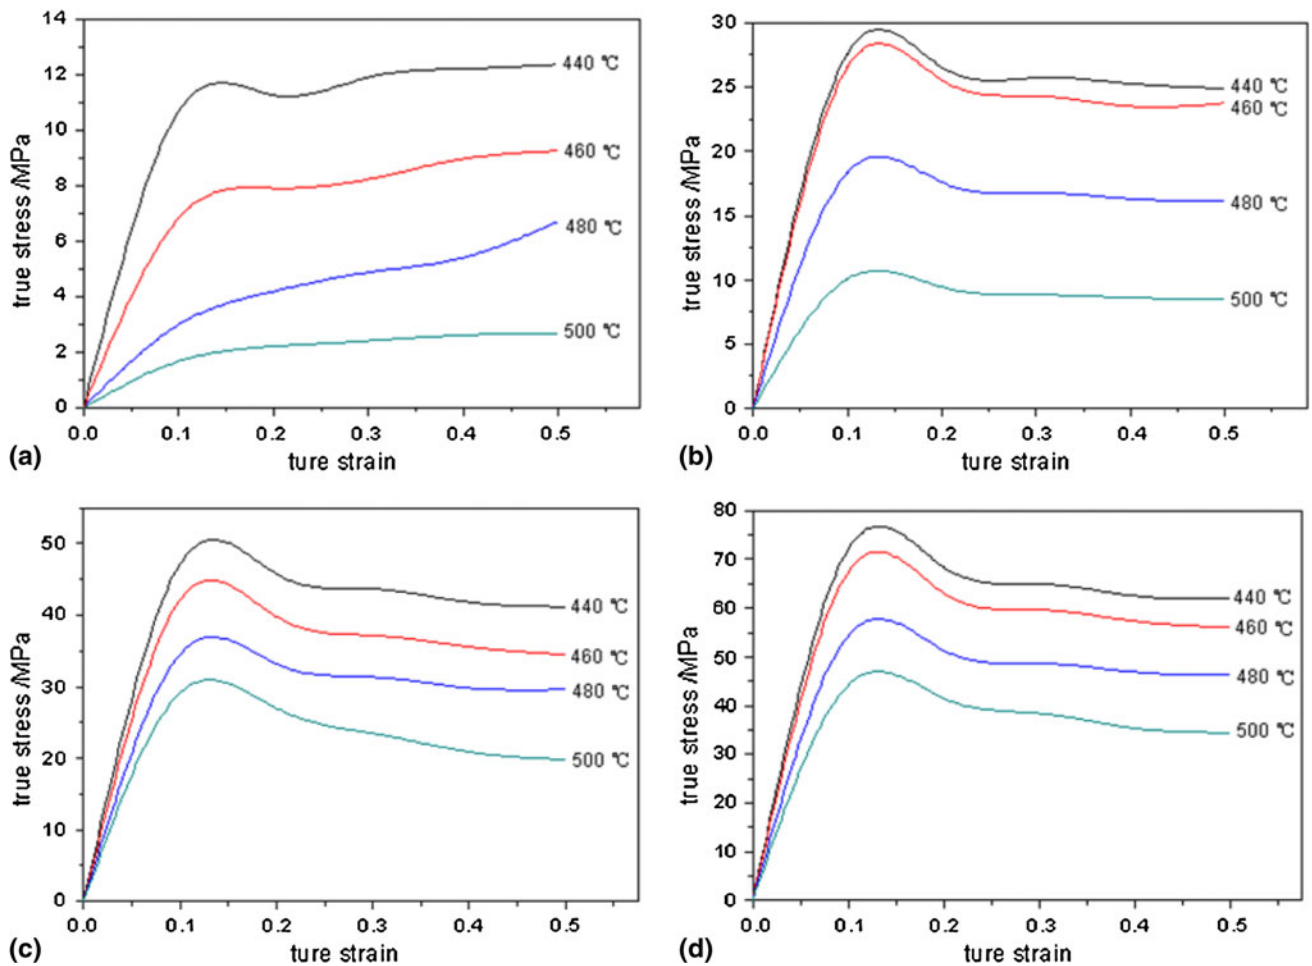 14
12
10
8
6
4
2
0
true stress /MPa
440 ℃
460 ℃
480 ℃
500 ℃
0.0 0.1 0.2 0.3 0.4 0.5
ture strain
(a)
30
25
20
15
10
5
0
true stress /MPa
440 ℃
460 ℃
480 ℃
500 ℃
0.0 0.1 0.2 0.3 0.4 0.5
ture strain
(b)
50
40
30
20
10
0
true stress /MPa
440 ℃
460 ℃
480 ℃
500 ℃
0.0 0.1 0.2 0.3 0.4 0.5
ture strain
(c)
80
70
60
50
40
30
20
10
0
true stress /MPa
440 ℃
460 ℃
480 ℃
500 ℃
0.0 0.1 0.2 0.3 0.4 0.5
ture strain
(d)